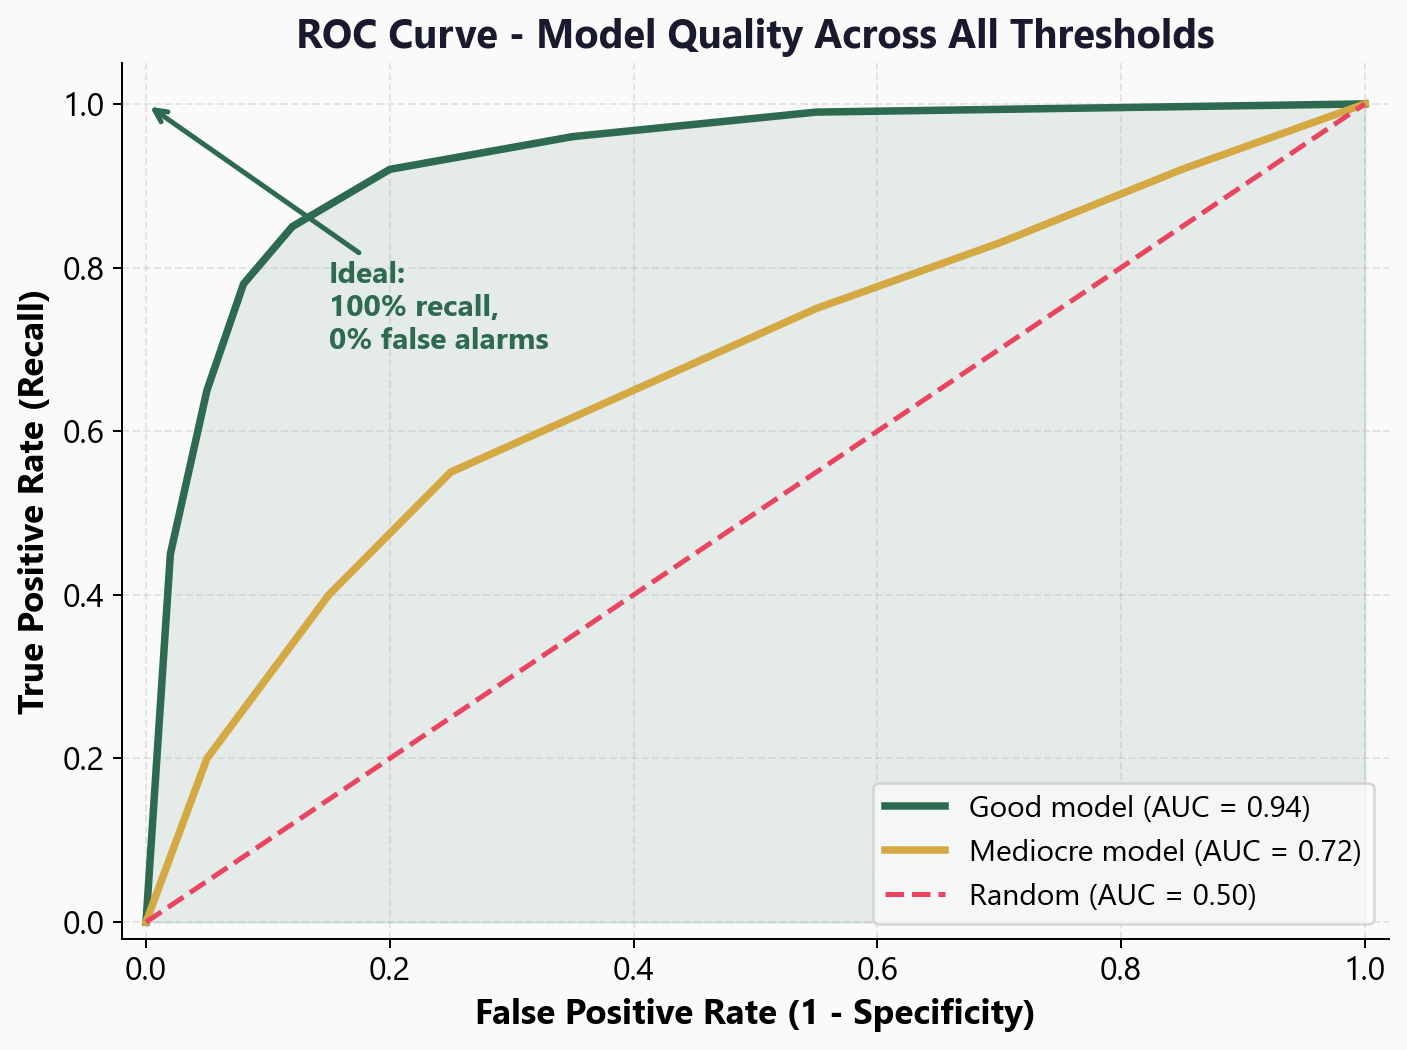 ROC Curve - Model Quality Across All Thresholds
True Positive Rate (Recall)
1.0
0.8
0.6
0.4
0.2
0.0
Ideal:
100% recall,
0% false alarms
Good model (AUC = 0.94)
Mediocre model (AUC = 0.72)
Random (AUC = 0.50)
0.0 0.2 0.4 0.6 0.8 1.0
False Positive Rate (1 - Specificity)